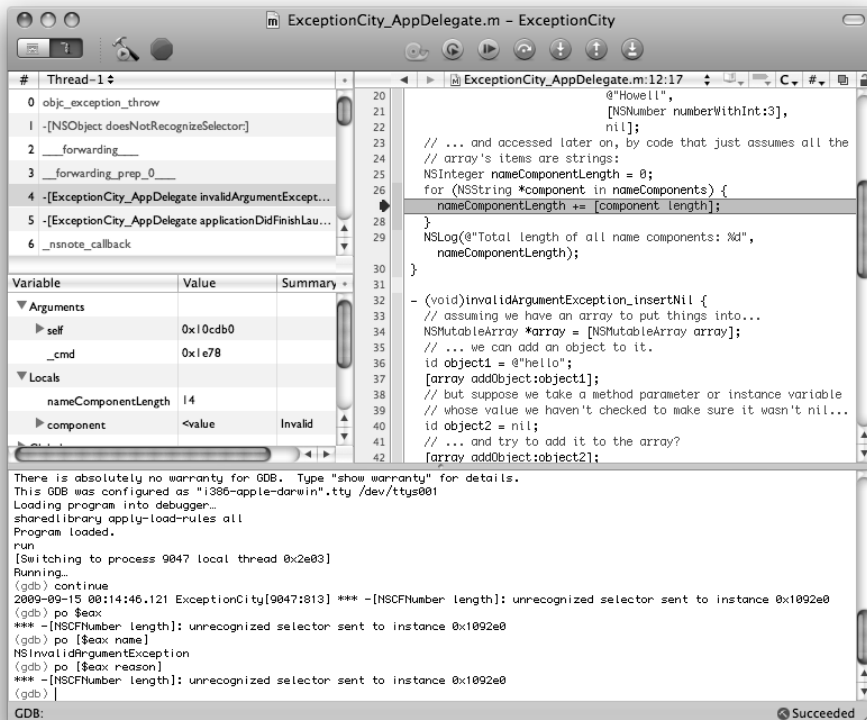 ExceptionCity_AppDelegate.m - ExceptionCity
# Thread-1
0 objc_exception_throw
1 -[NSObject doesNotRecognizeSelector:]
2 ___forwarding___
3 __forwarding_prep_0___
4 -[ExceptionCity_AppDelegate invalidArgumentExcept...
5 -[ExceptionCity_AppDelegate applicationDidFinishLau...
6 _nsnote_callback
Variable Value Summary
Arguments
self 0x10cdb0
_cmd 0x1e78
Locals
nameComponentLength 14
component <value Invalid
ExceptionCity_AppDelegate.m:12:17 C #
20 @"Howell",
21 [NSNumber numberWithInt:3],
22 nil];
23 // ... and accessed later on, by code that just assumes all the
24 // array's items are strings:
25 NSInteger nameComponentLength = 0;
26 for (NSString *component in nameComponents) {
nameComponentLength += [component length];
28 }
29 NSLog(@"Total length of all name components: %d",
nameComponentLength);
30 }
31
32 - (void)invalidArgumentException_insertNil {
33 // assuming we have an array to put things into...
34 NSMutableArray *array = [NSMutableArray array];
35 // ... we can add an object to it.
36 id object1 = @"hello";
37 [array addObject:object1];
38 // but suppose we take a method parameter or instance variable
39 // whose value we haven't checked to make sure it wasn't nil...
40 id object2 = nil;
41 // ... and try to add it to the array?
42 [array addObject:object2];
There is absolutely no warranty for GDB.  Type "show warranty" for details.
This GDB was configured as "i386-apple-darwin".tty /dev/ttys001
Loading program into debugger…
sharedlibrary apply-load-rules all
Program loaded.
run
[Switching to process 9047 local thread 0x2e03]
Running…
(gdb) continue
2009-09-15 00:14:46.121 ExceptionCity[9047:813] *** -[NSCFNumber length]: unrecognized selector sent to instance 0x1092e0
(gdb) po $eax
*** -[NSCFNumber length]: unrecognized selector sent to instance 0x1092e0
(gdb) po [$eax name]
NSInvalidArgumentException
(gdb) po [$eax reason]
*** -[NSCFNumber length]: unrecognized selector sent to instance 0x1092e0
(gdb)
GDB: Succeeded